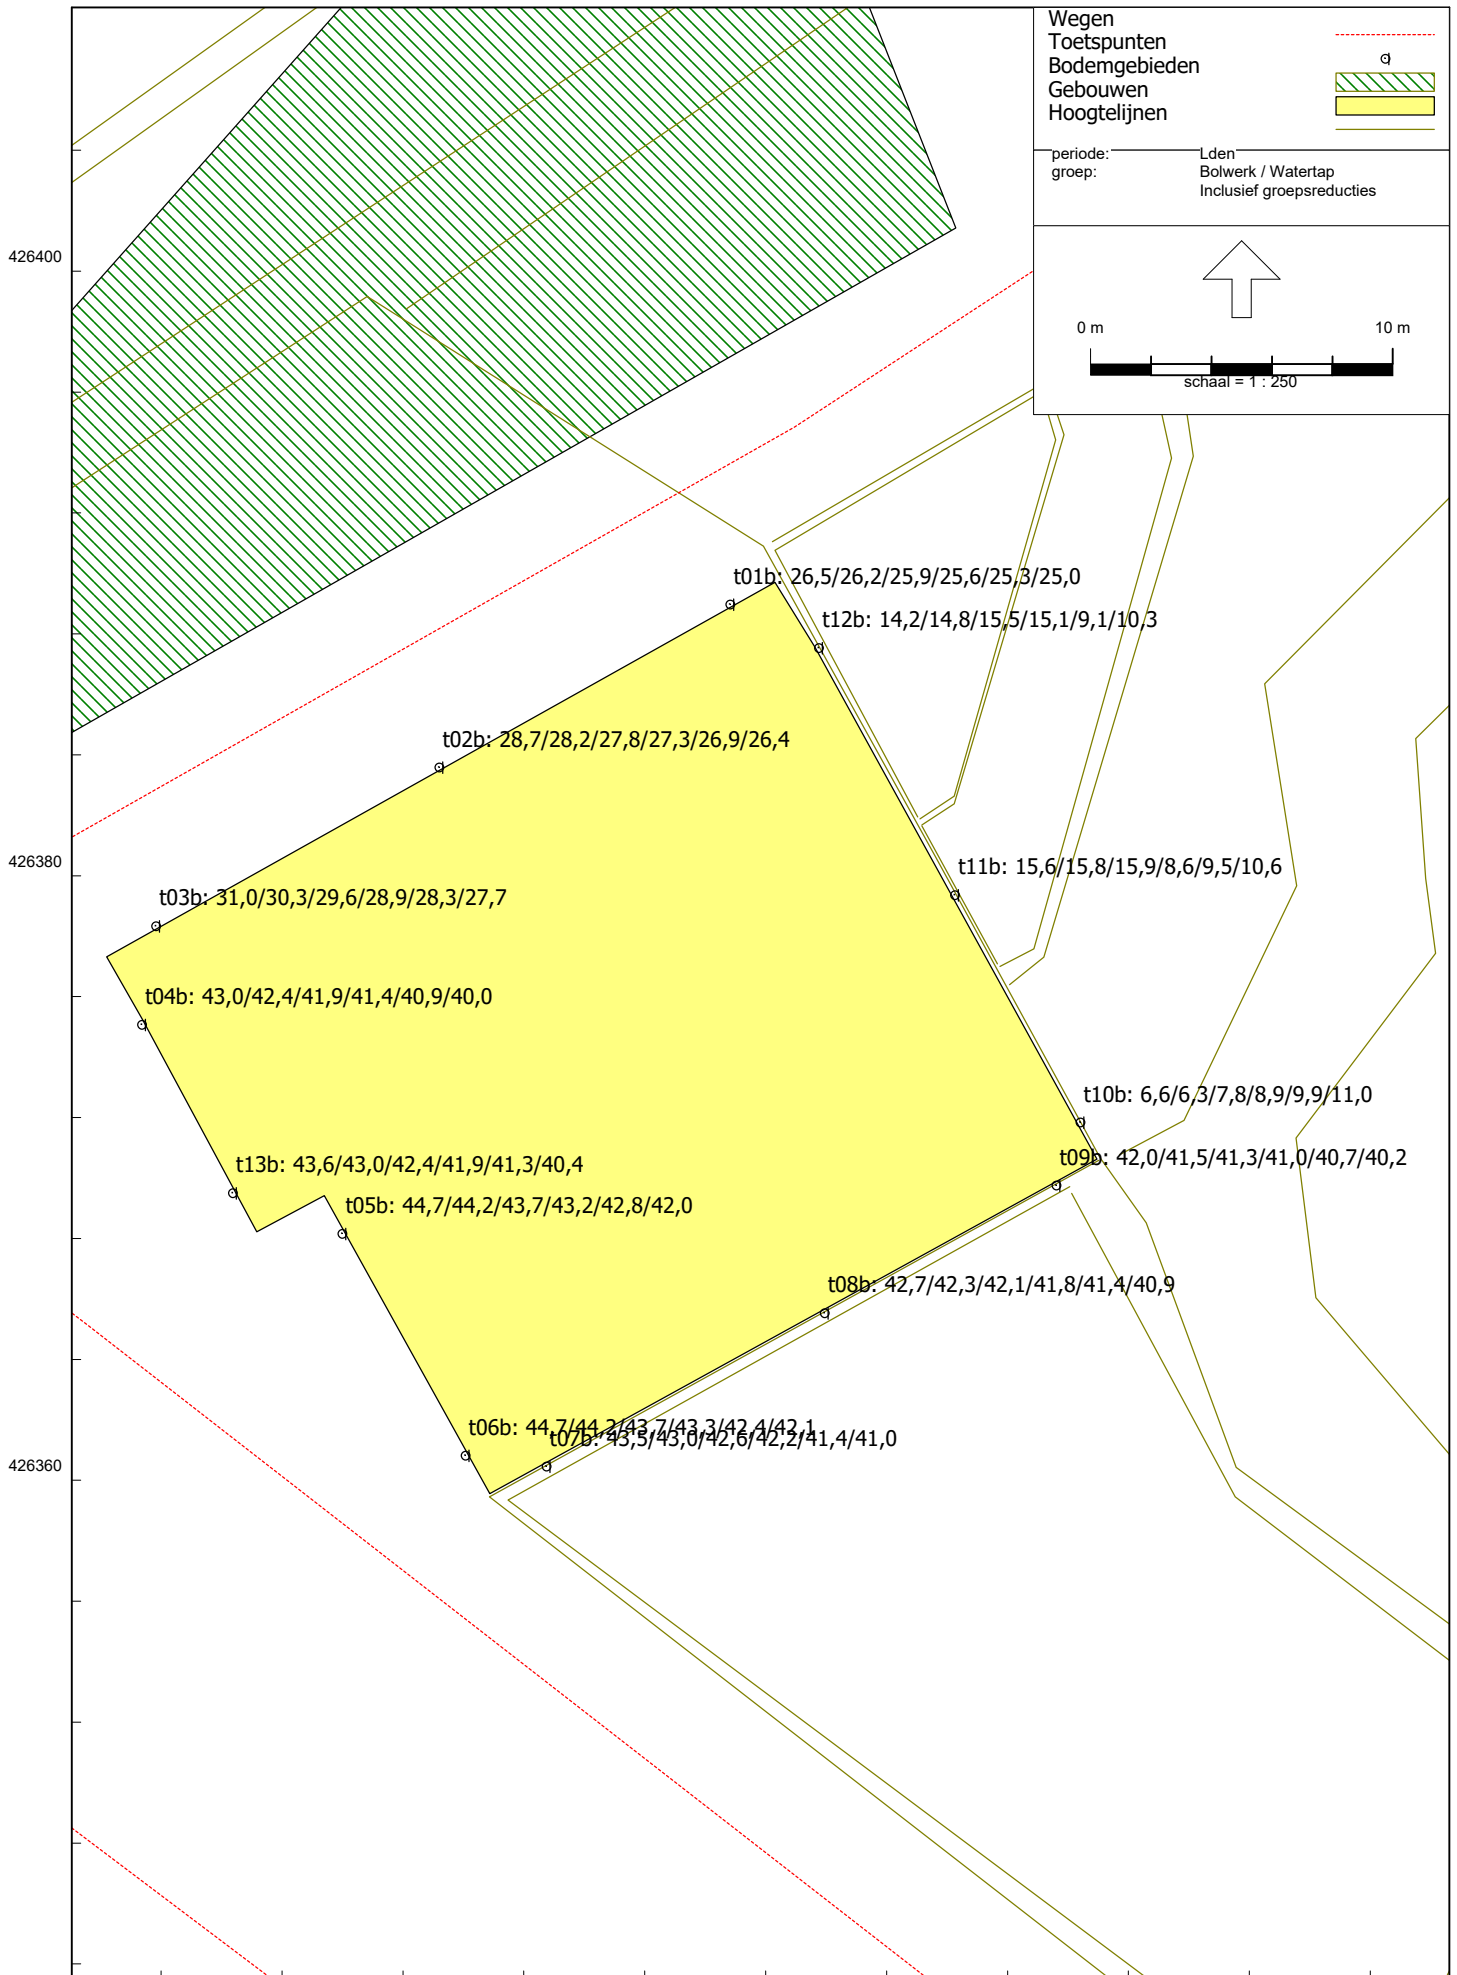 Wegen
Toetspunten
Bodemgebieden
Gebouwen
Hoogtelijnen
periode: Lden
groep: Bolwerk / Watertap
Inclusief groepsreducties
0 m 10 m
schaal = 1 : 250
426400
t01b: 26,5/26,2/25,9/25,6/25,3/25,0
t12b: 14,2/14,8/15,5/15,1/9,1/10,3
t02b: 28,7/28,2/27,8/27,3/26,9/26,4
426380
t11b: 15,6/15,8/15,9/8,6/9,5/10,6
t03b: 31,0/30,3/29,6/28,9/28,3/27,7
t04b: 43,0/42,4/41,9/41,4/40,9/40,0
t10b: 6,6/6,3/7,8/8,9/9,9/11,0
t09b: 42,0/41,5/41,3/41,0/40,7/40,2
t13b: 43,6/43,0/42,4/41,9/41,3/40,4
t05b: 44,7/44,2/43,7/43,2/42,8/42,0
t08b: 42,7/42,3/42,1/41,8/41,4/40,9
t06b: 44,7/44,2/43,7/43,3/42,4/42,1
t07b: 43,5/43,0/42,6/42,2/41,4/41,0
426360